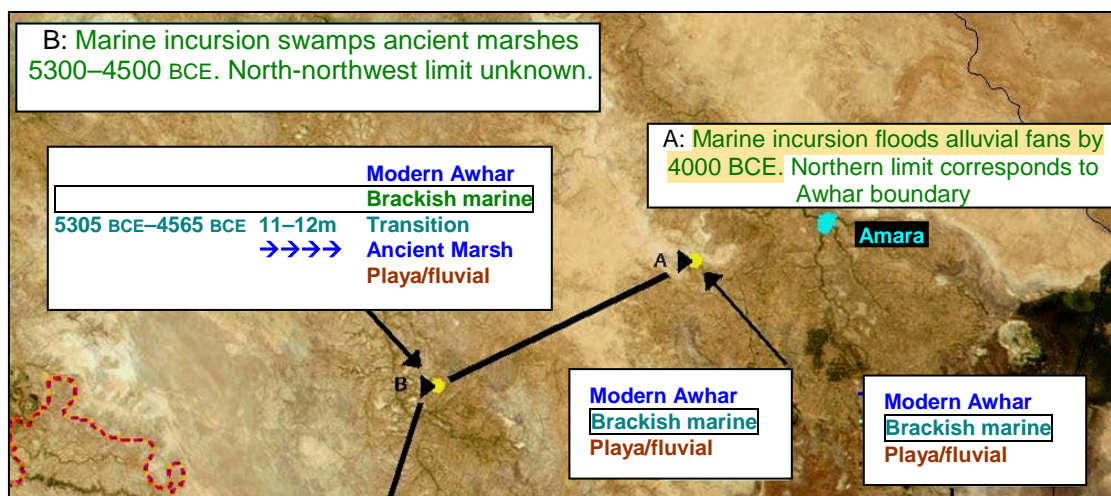 B: Marine incursion swamps ancient marshes
5300–4500 BCE. North-northwest limit unknown.
A: Marine incursion floods alluvial fans by
4000 BCE. Northern limit corresponds to
Awhar boundary
Modern Awhar
Brackish marine
5305 BCE–4565 BCE 11–12m Transition
→→→→ Ancient Marsh
Playa/fluvial
Amara
A
B
Modern Awhar
Brackish marine
Playa/fluvial
Modern Awhar
Brackish marine
Playa/fluvial